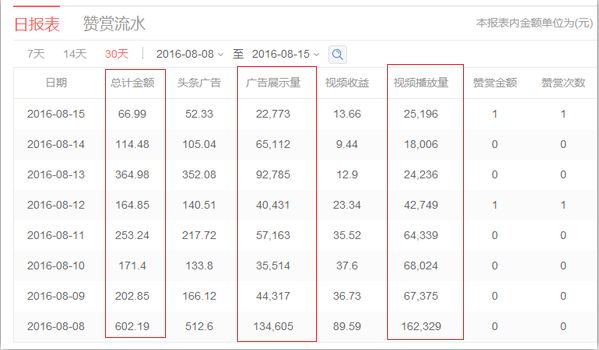 日报表 赞赏流水 本报表内金额单位为(元)
7天 14天 30天 2016-08-08 至 2016-08-15
日期 总计金额 头条广告 广告展示量 视频收益 视频播放量 赞赏金额 赞赏次数
2016-08-15 66.99 52.33 22,773 13.66 25,196 1 1
2016-08-14 114.48 105.04 65,112 9.44 18,006 0 0
2016-08-13 364.98 352.08 92,785 12.9 24,236 0 0
2016-08-12 164.85 140.51 40,431 23.34 42,749 1 1
2016-08-11 253.24 217.72 57,163 35.52 64,339 0 0
2016-08-10 171.4 133.8 35,514 37.6 68,024 0 0
2016-08-09 202.85 166.12 44,317 36.73 67,375 0 0
2016-08-08 602.19 512.6 134,605 89.59 162,329 0 0